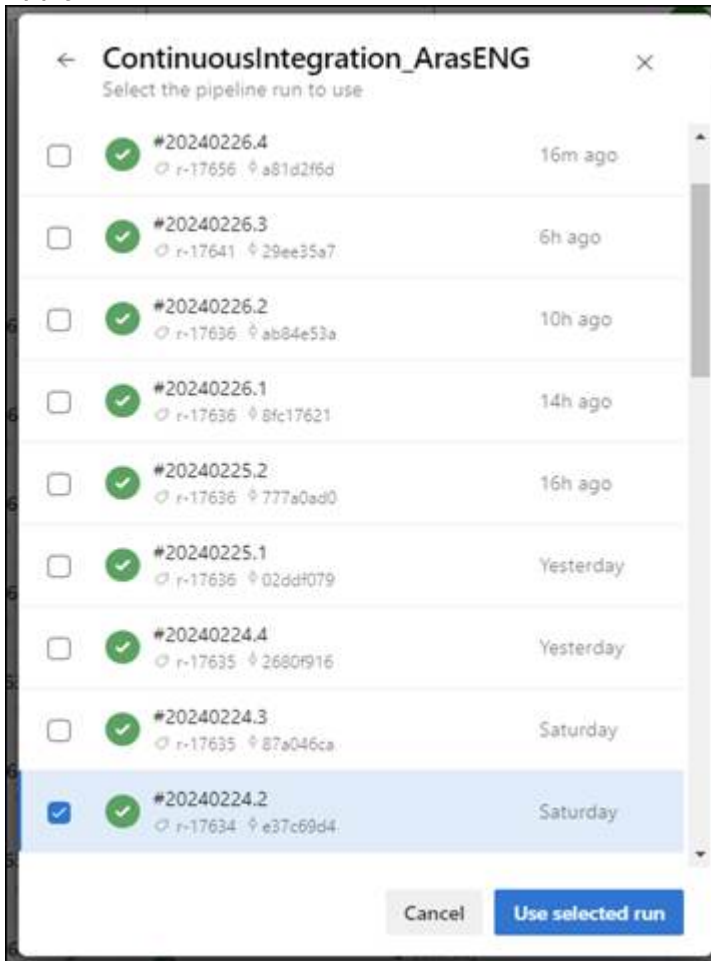 ContinuousIntegration_ArasENG
Select the pipeline run to use
#20240226.4
r-17656 a81d2f6d
16m ago
#20240226.3
r-17641 29ee35a7
6h ago
#20240226.2
r-17636 ab84e53a
10h ago
#20240226.1
r-17636 8fc17621
14h ago
#20240225.2
r-17636 777a0ad0
16h ago
#20240225.1
r-17636 02ddf079
Yesterday
#20240224.4
r-17635 2680f916
Yesterday
#20240224.3
r-17635 87a046ca
Saturday
#20240224.2
r-17634 e37c69d4
Saturday
Cancel
Use selected run